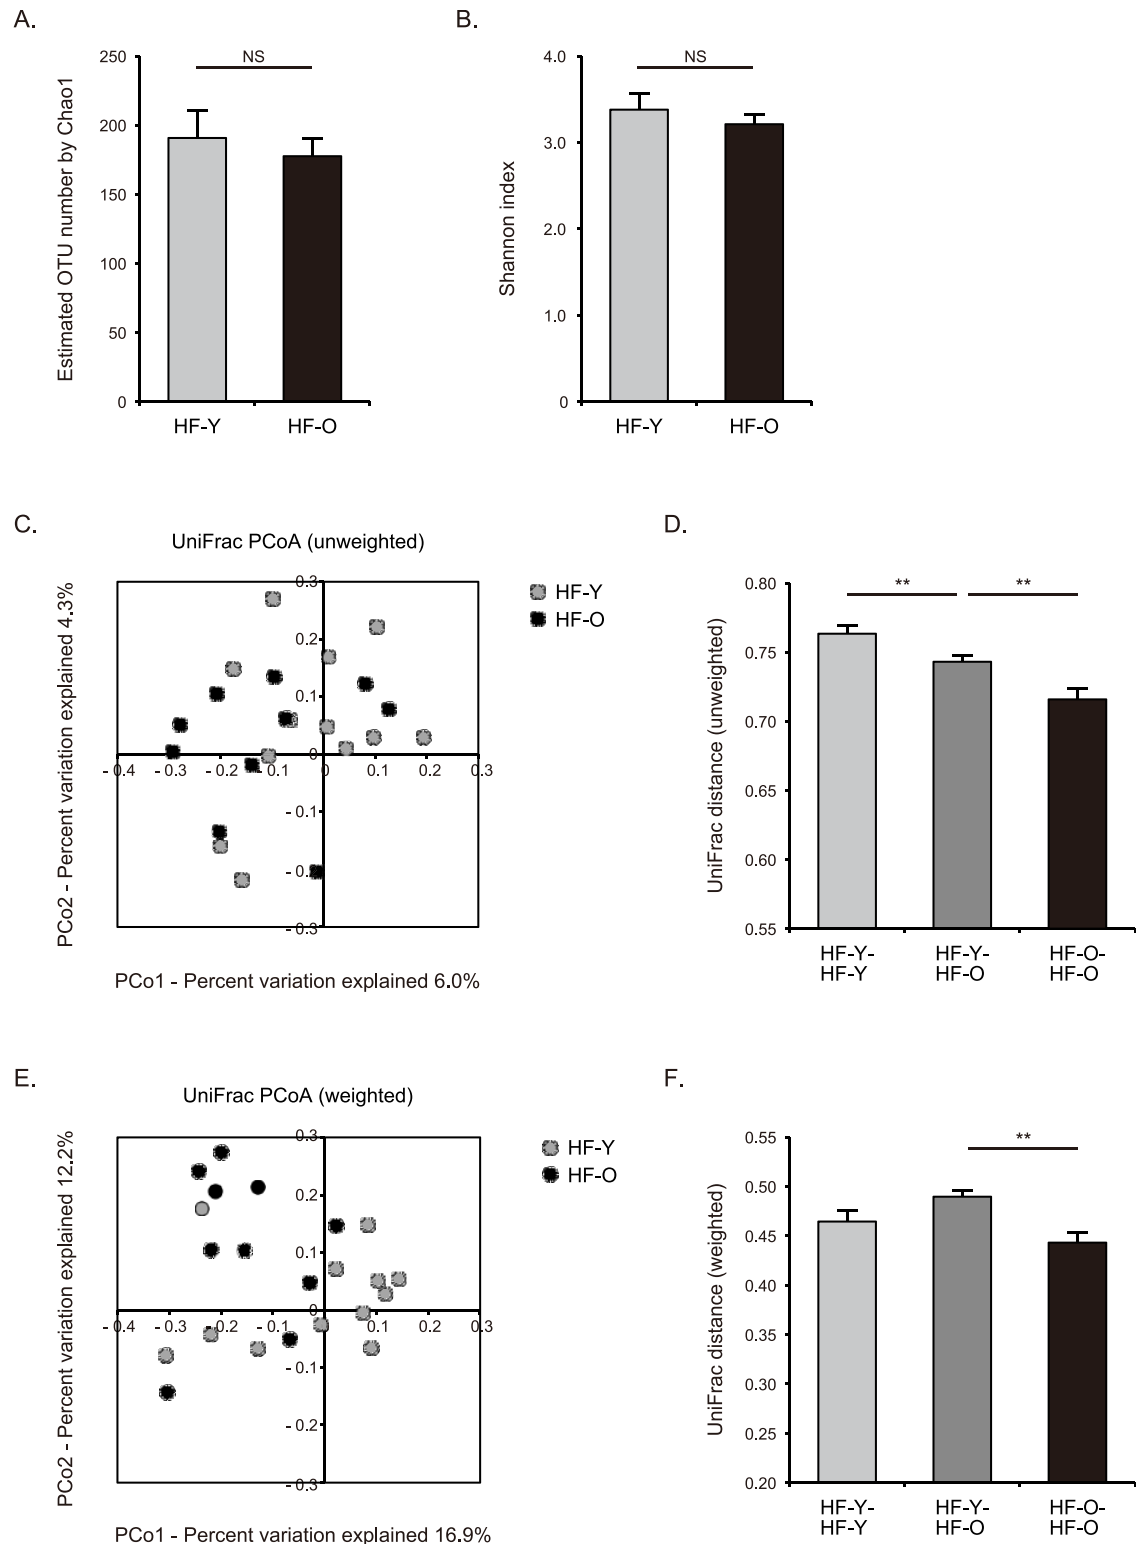 A.
Estimated OTU number by Chao1
250
200
150
100
50
0
NS
HF-Y
HF-O
B.
Shannon index
4.0
3.0
2.0
1.0
0
NS
HF-Y
HF-O
C.
UniFrac PCoA (unweighted)
PCo2 - Percent variation explained 4.3%
0.3
0.2
0.1
0
- 0.1
- 0.2
- 0.3
- 0.4
- 0.3
- 0.2
- 0.1
0
0.1
0.2
0.3
PCo1 - Percent variation explained 6.0%
HF-Y
HF-O
D.
UniFrac distance (unweighted)
0.80
0.75
0.70
0.65
0.60
0.55
**
**
HF-Y-
HF-Y
HF-Y-
HF-O
HF-O-
HF-O
E.
UniFrac PCoA (weighted)
PCo2 - Percent variation explained 12.2%
0.3
0.2
0.1
0
- 0.1
- 0.2
- 0.3
- 0.4
- 0.3
- 0.2
- 0.1
0
0.1
0.2
0.3
PCo1 - Percent variation explained 16.9%
HF-Y
HF-O
F.
UniFrac distance (weighted)
0.55
0.50
0.45
0.40
0.35
0.30
0.25
0.20
**
HF-Y-
HF-Y
HF-Y-
HF-O
HF-O-
HF-O